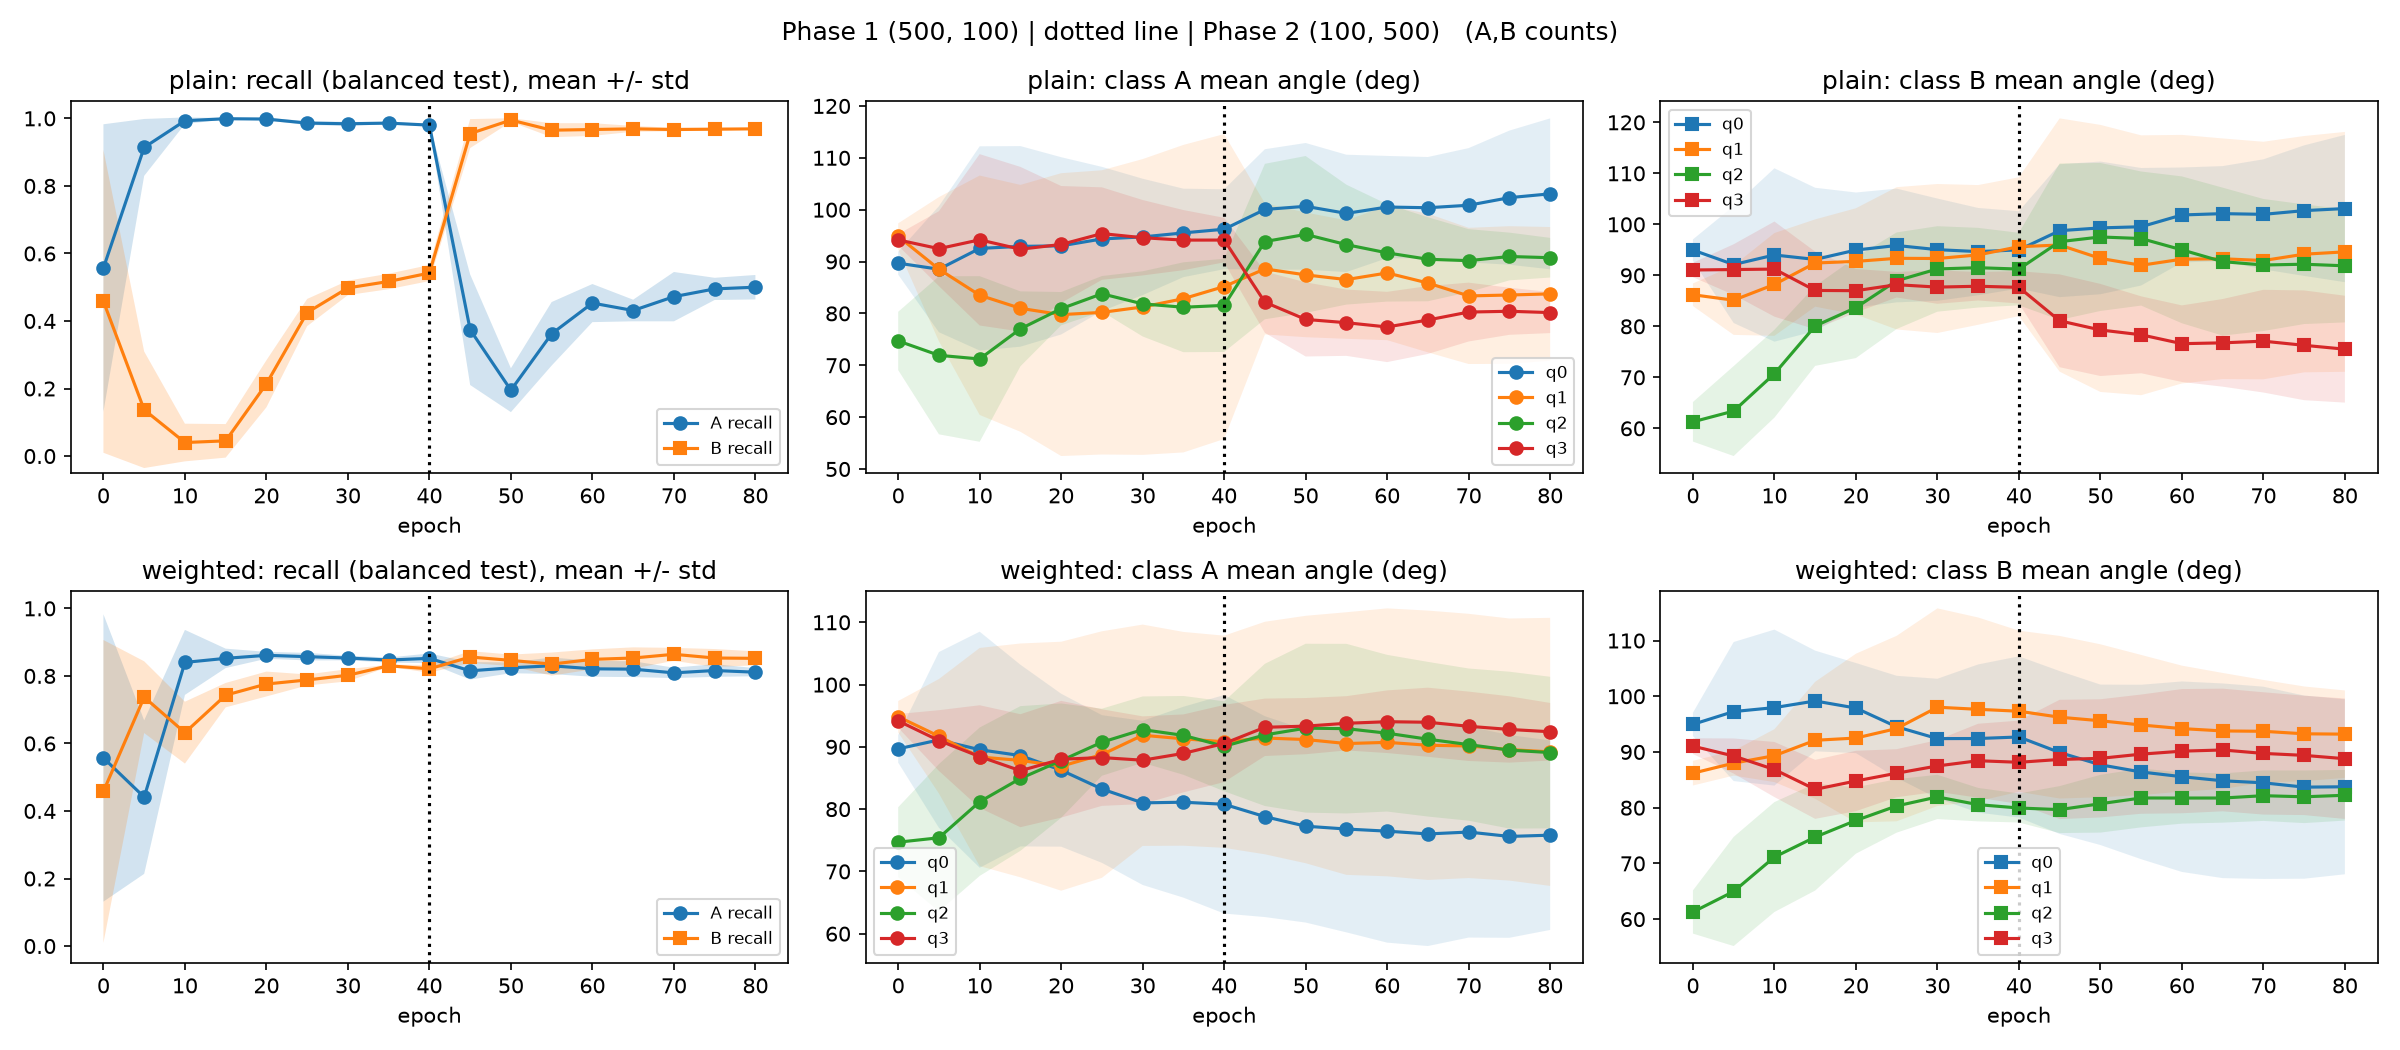 Phase 1 (500, 100) | dotted line | Phase 2 (100, 500)   (A,B counts)
plain: recall (balanced test), mean +/- std
1.0
0.8
0.6
0.4
0.2
0.0
A recall
B recall
0 10 20 30 40 50 60 70 80
epoch
plain: class A mean angle (deg)
120
110
100
90
80
70
60
50
q0
q1
q2
q3
0 10 20 30 40 50 60 70 80
epoch
plain: class B mean angle (deg)
q0
q1
q2
q3
120
110
100
90
80
70
60
0 10 20 30 40 50 60 70 80
epoch
weighted: recall (balanced test), mean +/- std
1.0
0.8
0.6
0.4
0.2
0.0
A recall
B recall
0 10 20 30 40 50 60 70 80
epoch
weighted: class A mean angle (deg)
110
100
90
80
70
60
q0
q1
q2
q3
0 10 20 30 40 50 60 70 80
epoch
weighted: class B mean angle (deg)
110
100
90
80
70
60
q0
q1
q2
q3
0 10 20 30 40 50 60 70 80
epoch